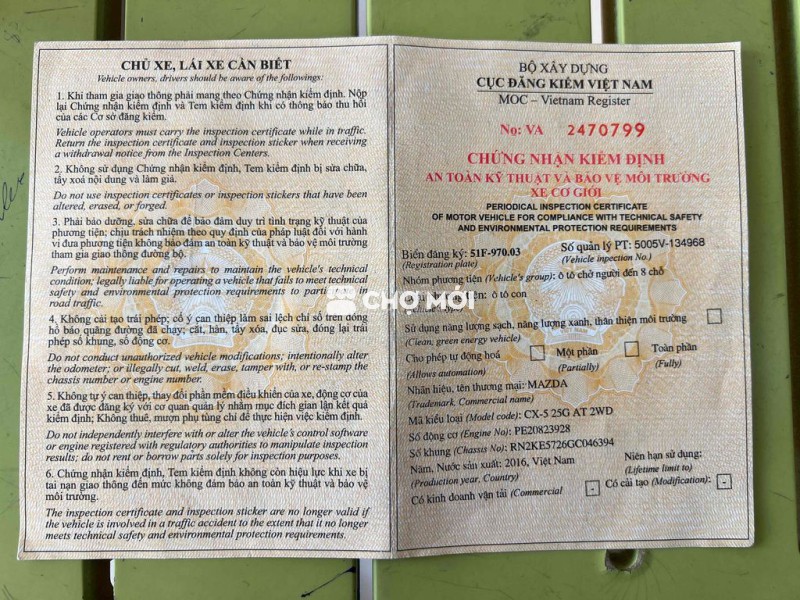 CHỦ XE, LÁI XE CẦN BIẾT
Vehicle owners, drivers should be aware of the followings:
1. Khi tham gia giao thông phải mang theo Chứng nhận kiểm định. Nộp
lại Chứng nhận kiểm định và Tem kiểm định khi có thông báo thu hồi
của các Cơ sở đăng kiểm.
Vehicle operators must carry the inspection certificate while in traffic.
Return the inspection certificate and inspection sticker when receiving
a withdrawal notice from the Inspection Centers.
2. Không sử dụng Chứng nhận kiểm định, Tem kiểm định bị sửa chữa,
tẩy xoá nội dung và làm giả.
Do not use inspection certificates or inspection stickers that have been
altered, erased, or forged.
3. Phải bảo dưỡng, sửa chữa để bảo đảm duy trì tình trạng kỹ thuật của
phương tiện; chịu trách nhiệm theo quy định của pháp luật đối với hành
vi đưa phương tiện không bảo đảm an toàn kỹ thuật và bảo vệ môi trường
tham gia giao thông đường bộ.
Perform maintenance and repairs to maintain the vehicle's technical
condition; legally liable for operating a vehicle that fails to meet technical
safety and environmental protection requirements to in
road traffic.
4. Không cải tạo trái phép; cố ý can thiệp làm sai lệch chỉ số trên đồng
hồ báo quãng đường đã chạy; cắt, hàn, tẩy xóa, đục sửa, đóng lại trái
phép số khung, số động cơ.
Do not conduct unauthorized vehicle modifications; intentionally alter
the odometer; or illegally cut, weld, erase, tamper with, or re-stamp the
chassis number or engine number.
5. Không tự ý can thiệp, thay đổi phần mềm điều khiển của xe, động cơ của
xe đã được đăng ký với cơ quan quản lý nhằm mục đích gian lận kết quả
kiểm định; Không thuê, mượn phụ tùng chỉ để thực hiện việc kiểm định.
Do not independently interfere with or alter the vehicle's control software
or engine registered with regulatory authorities to manipulate inspection
results; do not rent or borrow parts solely for inspection purposes.
6. Chứng nhận kiểm định, Tem kiểm định không còn hiệu lực khi xe bị
tai nạn giao thông đến mức không đảm bảo an toàn kỹ thuật và bảo vệ
môi trường.
The inspection certificate and inspection sticker are no longer valid if
the vehicle is involved in a traffic accident to the extent that it no longer
meets technical safety and environmental protection requirements.
BỘ XÂY DỰNG
CỤC ĐĂNG KIỂM VIỆT NAM
MOC – Vietnam Register
No: VA 2470799
CHỨNG NHẬN KIỂM ĐỊNH
AN TOÀN KỸ THUẬT VÀ BẢO VỆ MÔI TRƯỜNG
XE CƠ GIỚI
PERIODICAL INSPECTION CERTIFICATE
OF MOTOR VEHICLE FOR COMPLIANCE WITH TECHNICAL SAFETY
AND ENVIRONMENTAL PROTECTION REQUIREMENTS
Biển đăng ký: 51F-970.03 Số quản lý PT: 5005V-134968
(Registration plate) (Vehicle inspection No.)
Nhóm phương tiện (Vehicle's group): ô tô chở người đến 8 chỗ
CHỢ MỚI tiện: ô tô con
Sử dụng năng lượng sạch, năng lượng xanh, thân thiện môi trường
(Clean, green energy vehicle)
Cho phép tự động hoá Một phần Toàn phần
(Allows automation) (Partially) (Fully)
Nhãn hiệu, tên thương mại: MAZDA
(Trademark, Commercial name)
Mã kiểu loại (Model code): CX-5 25G AT 2WD
Số động cơ (Engine No): PE20823928
Số khung (Chassis No): RN2KE5726GC046394
Năm, Nước sản xuất: 2016, Việt Nam Niên hạn sử dụng:
(Production year, Country) (Lifetime limit to)
Có kinh doanh vận tải (Commercial - Có cải tạo (Modification): -